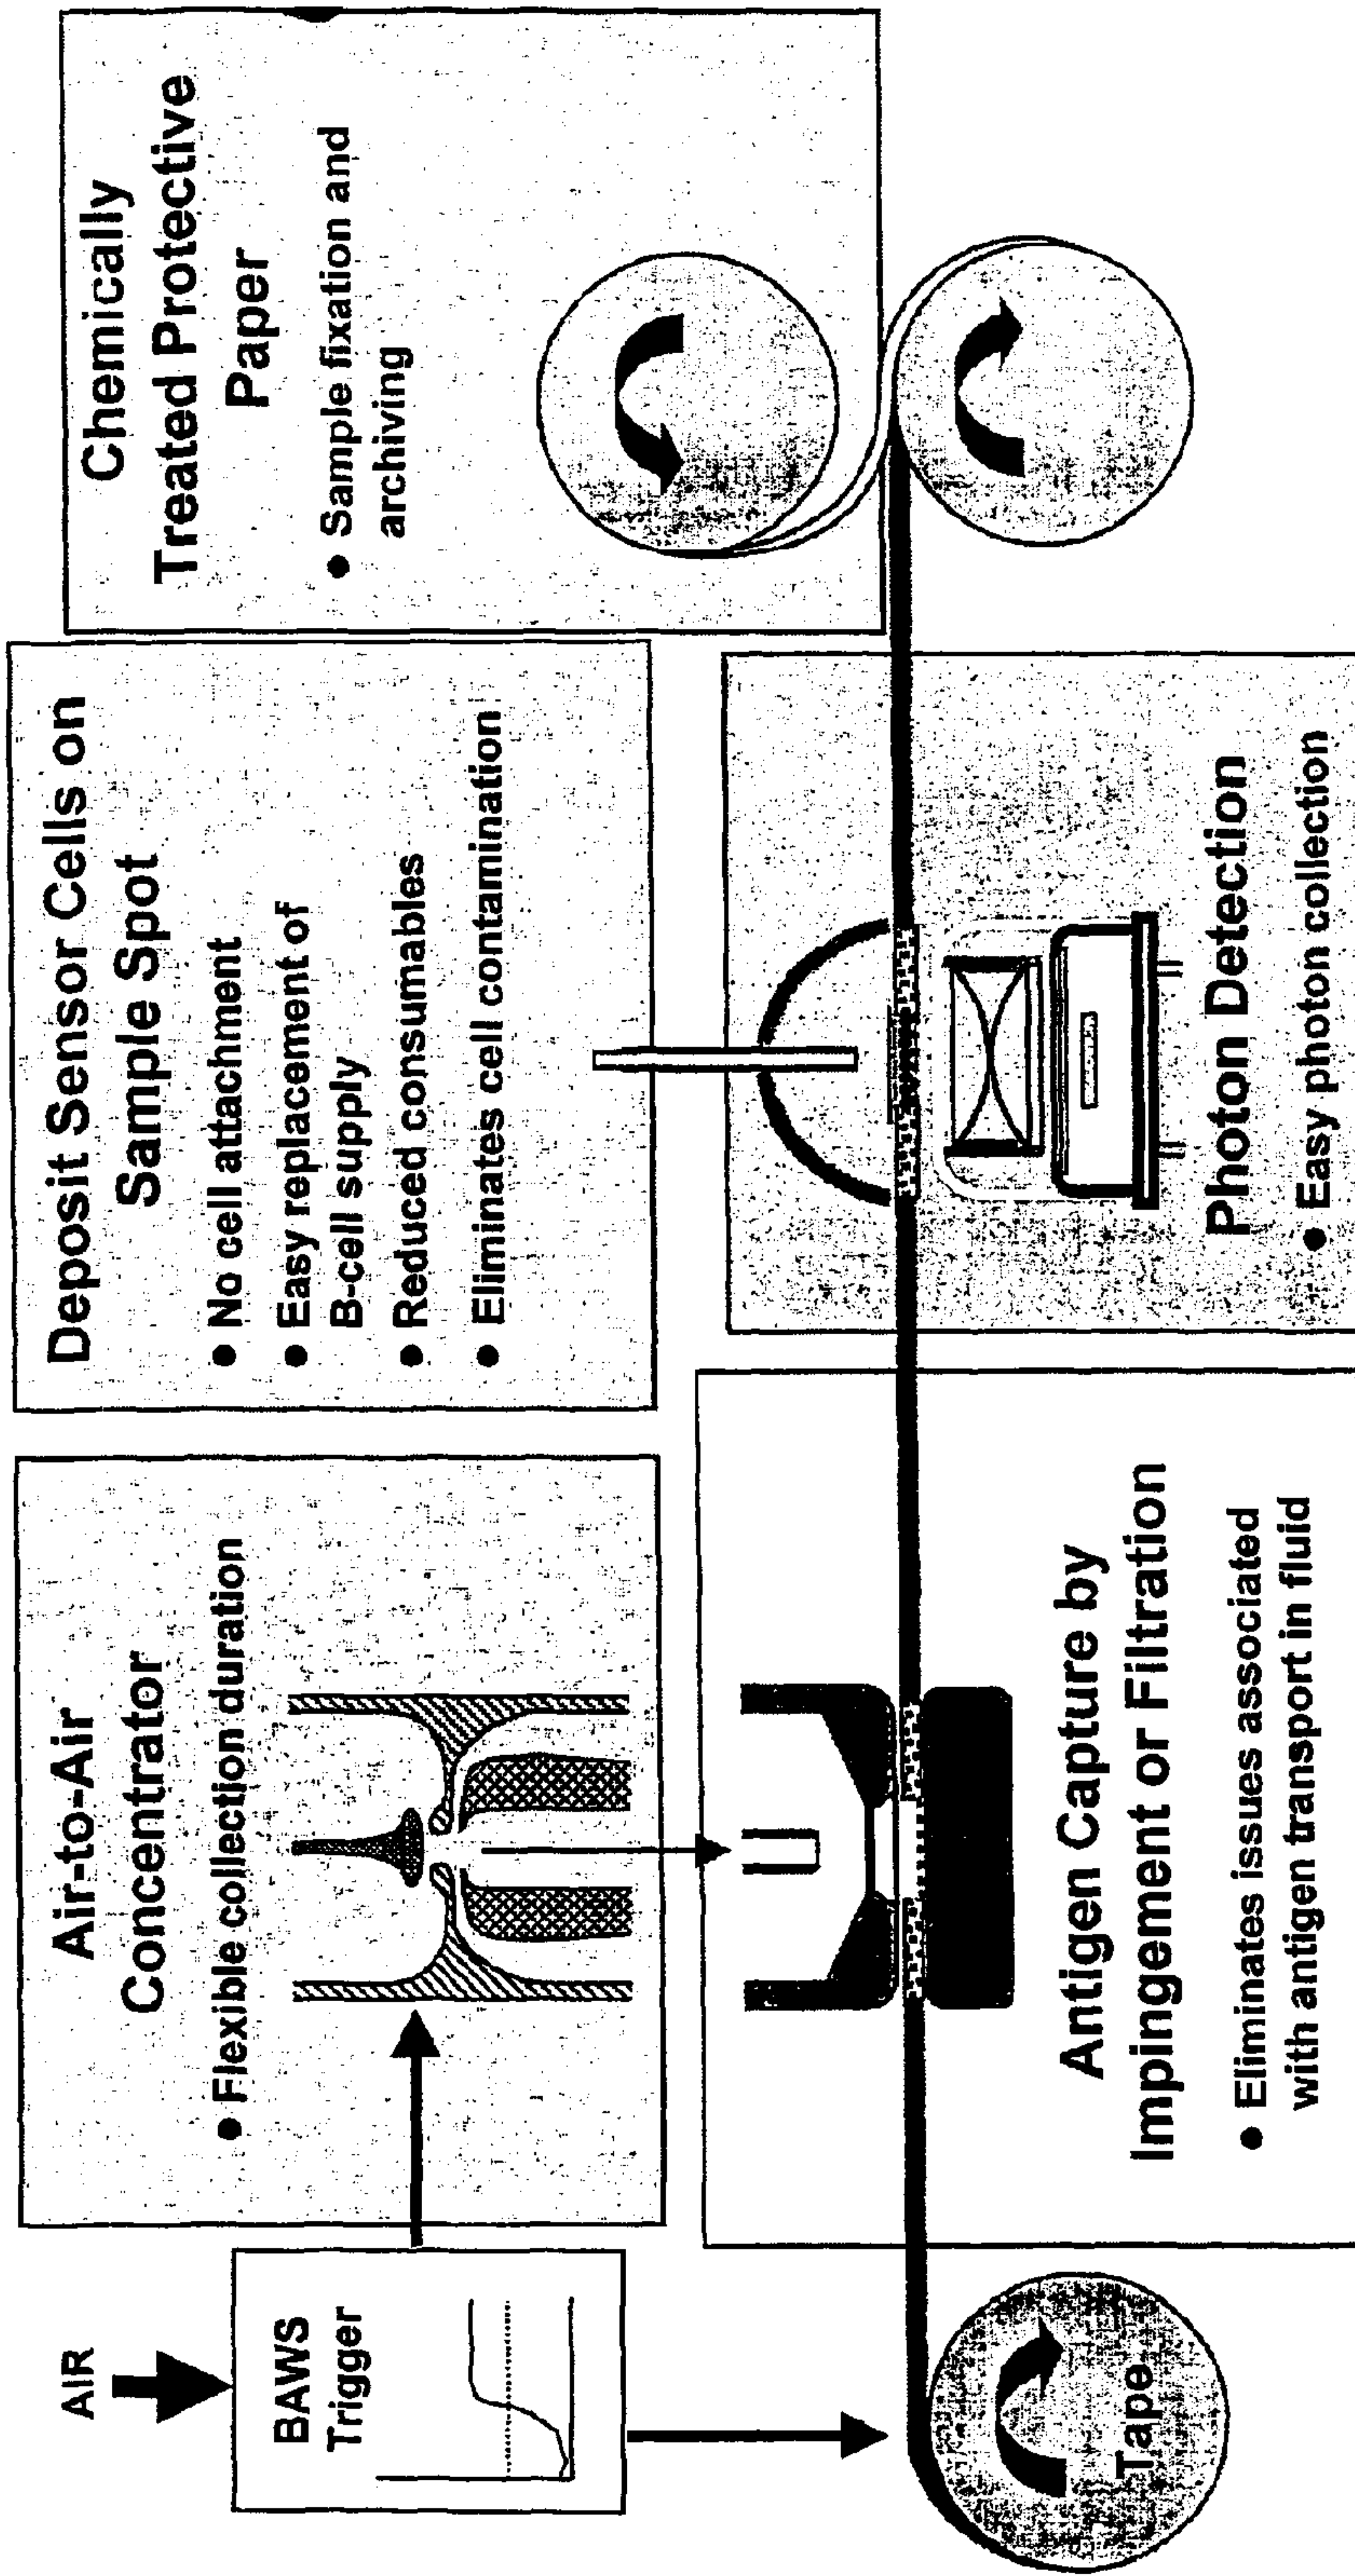 AIR
BAWS
Trigger
Tape
Air-to-Air
Concentrator
● Flexible collection duration
Antigen Capture by
Impingement or Filtration
● Eliminates issues associated
with antigen transport in fluid
Deposit Sensor Cells on
Sample Spot
● No cell attachment
● Easy replacement of
B-cell supply
● Reduced consumables
● Eliminates cell contamination
Photon Detection
● Easy photon collection
Chemically
Treated Protective
Paper
● Sample fixation and
archiving